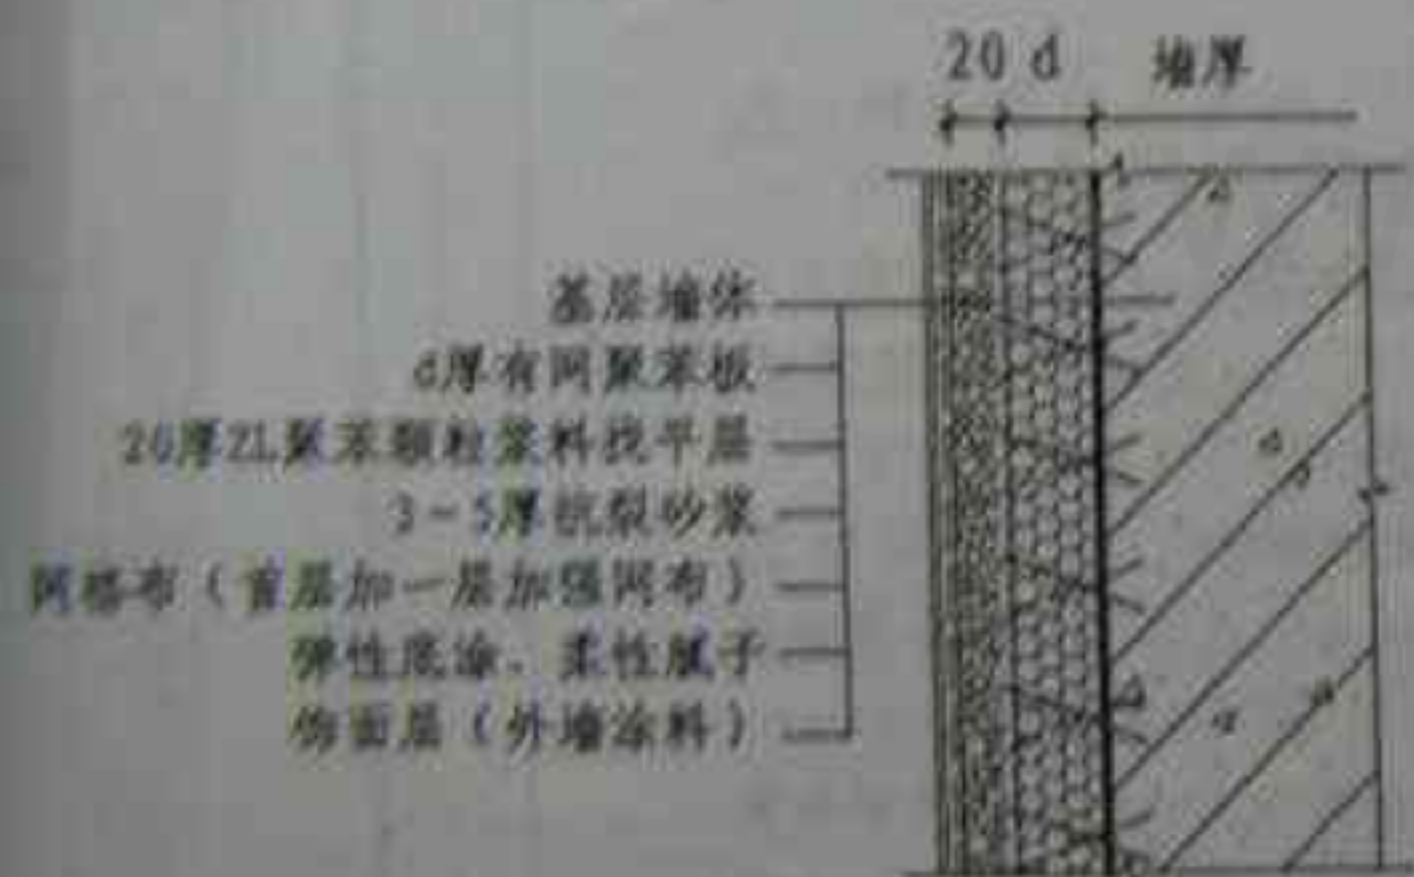 20 d 墙厚
基层墙体
d厚有网聚苯板
20厚ZL聚苯颗粒浆料找平层
3-5厚抗裂砂浆
网格布（首层加一层加强网布）
弹性底涂、柔性腻子
饰面层（外墙涂料）